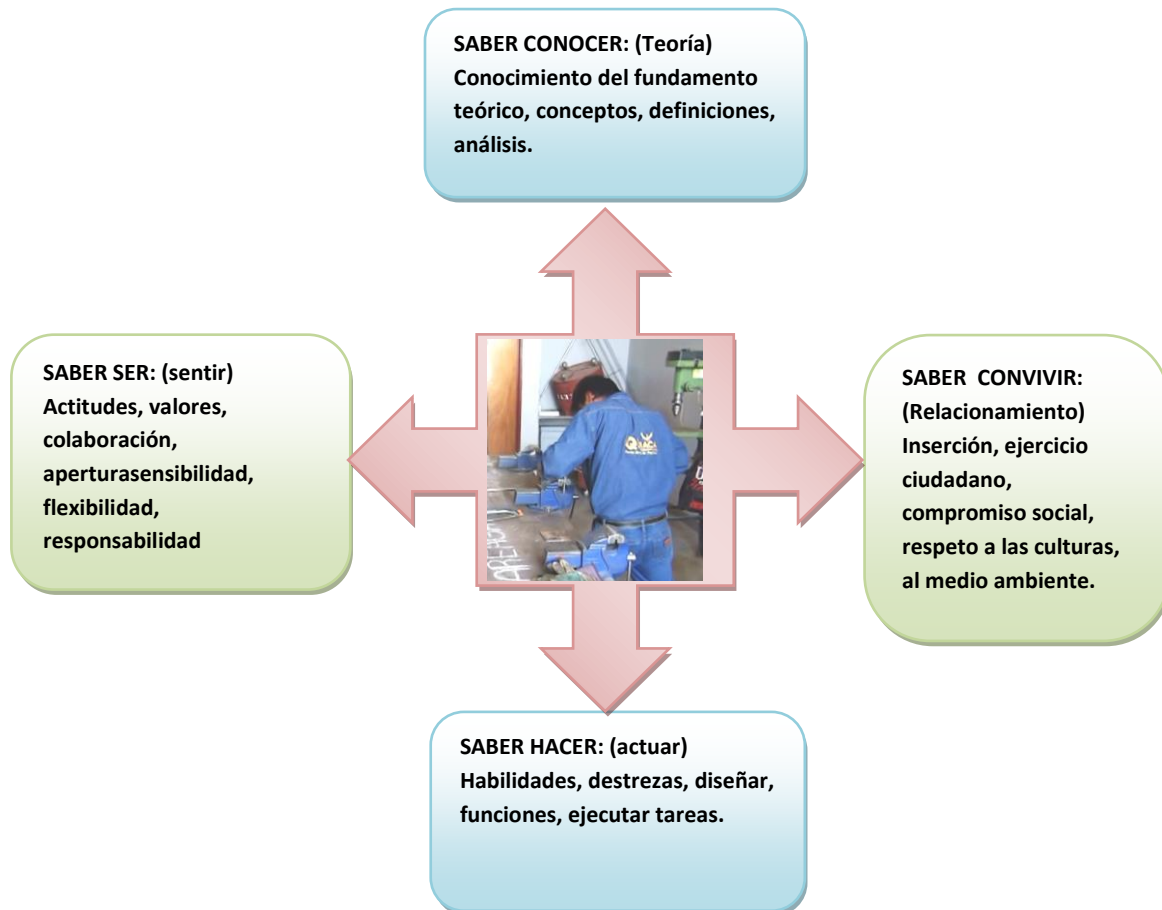 SABER CONOCER: (Teoría)
Conocimiento del fundamento
teórico, conceptos, definiciones,
análisis.
SABER SER: (sentir)
Actitudes, valores,
colaboración,
aperturasensibilidad,
flexibilidad,
responsabilidad
SABER CONVIVIR:
(Relacionamiento)
Inserción, ejercicio
ciudadano,
compromiso social,
respeto a las culturas,
al medio ambiente.
SABER HACER: (actuar)
Habilidades, destrezas, diseñar,
funciones, ejecutar tareas.